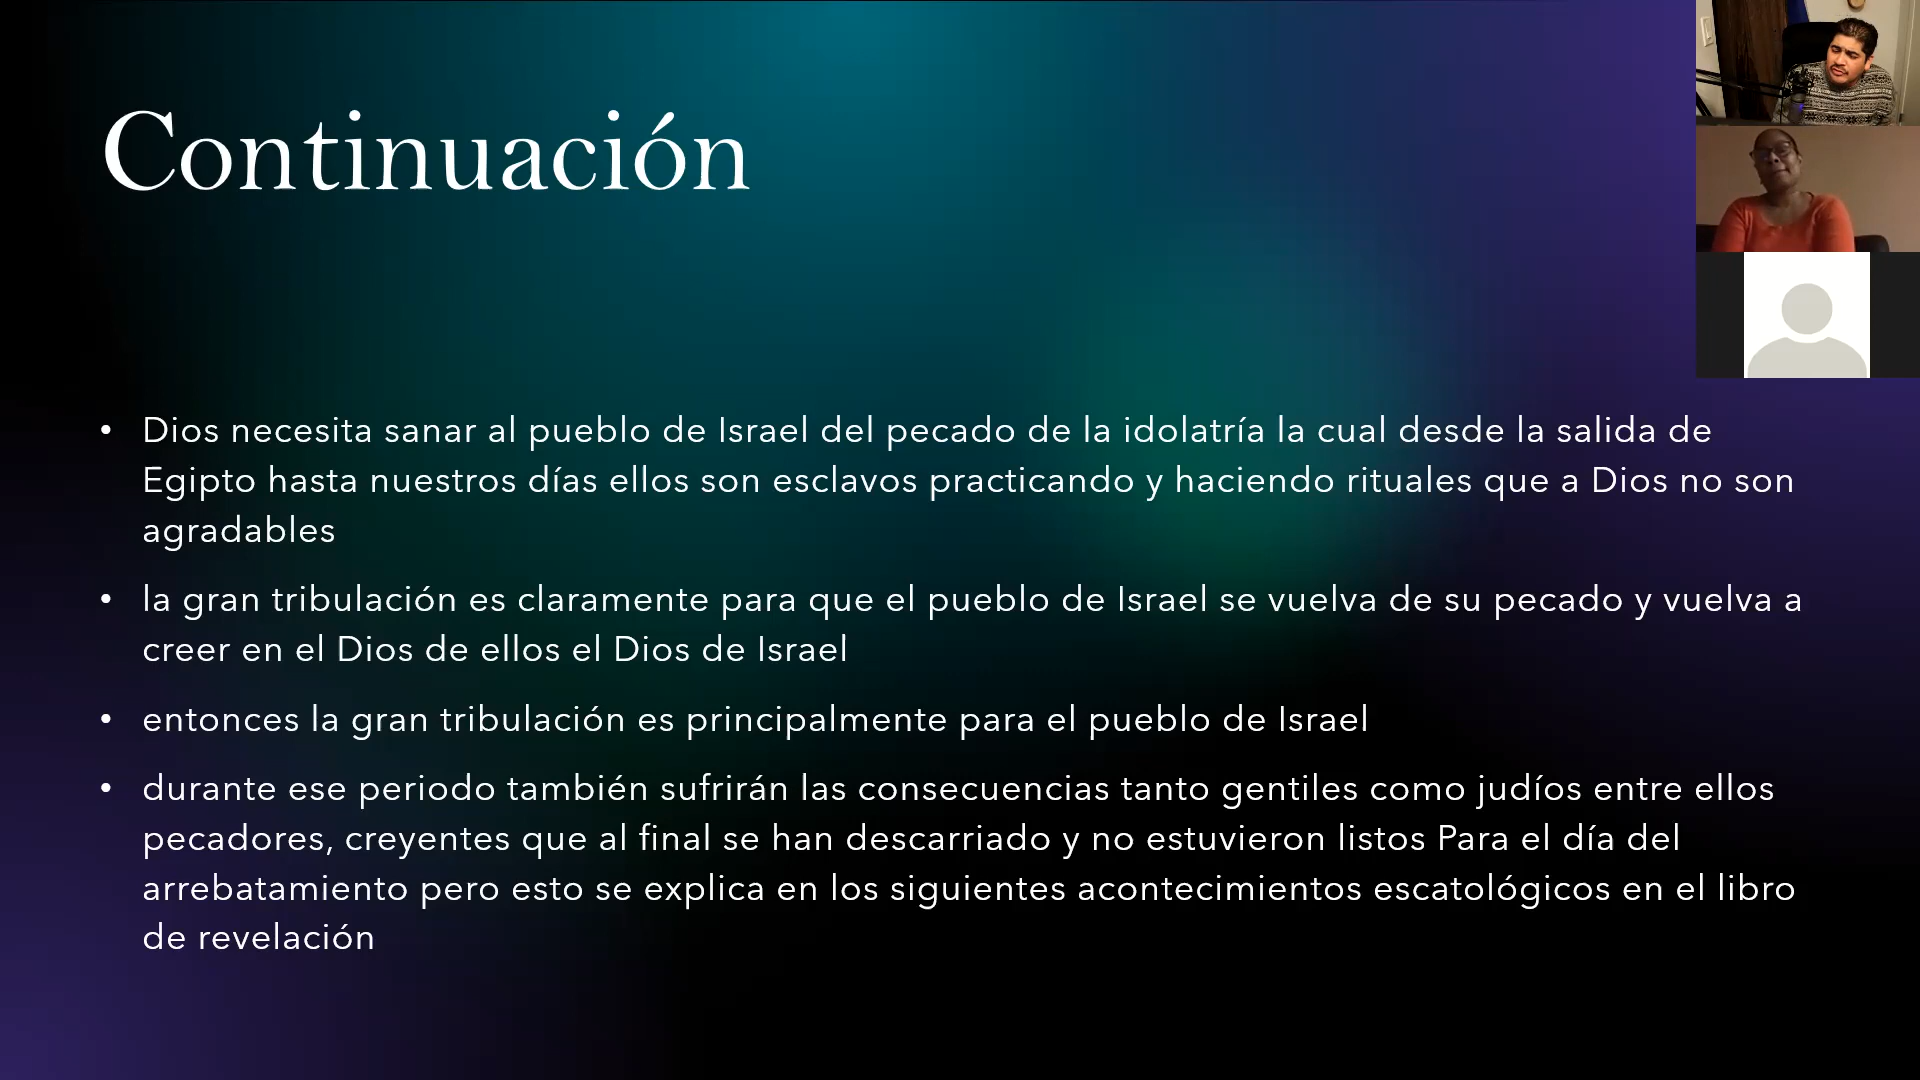 Continuación
• Dios necesita sanar al pueblo de Israel del pecado de la idolatría la cual desde la salida de
Egipto hasta nuestros días ellos son esclavos practicando y haciendo rituales que a Dios no son
agradables
• la gran tribulación es claramente para que el pueblo de Israel se vuelva de su pecado y vuelva a
creer en el Dios de ellos el Dios de Israel
• entonces la gran tribulación es principalmente para el pueblo de Israel
• durante ese periodo también sufrirán las consecuencias tanto gentiles como judíos entre ellos
pecadores, creyentes que al final se han descarriado y no estuvieron listos Para el día del
arrebatamiento pero esto se explica en los siguientes acontecimientos escatológicos en el libro
de revelación